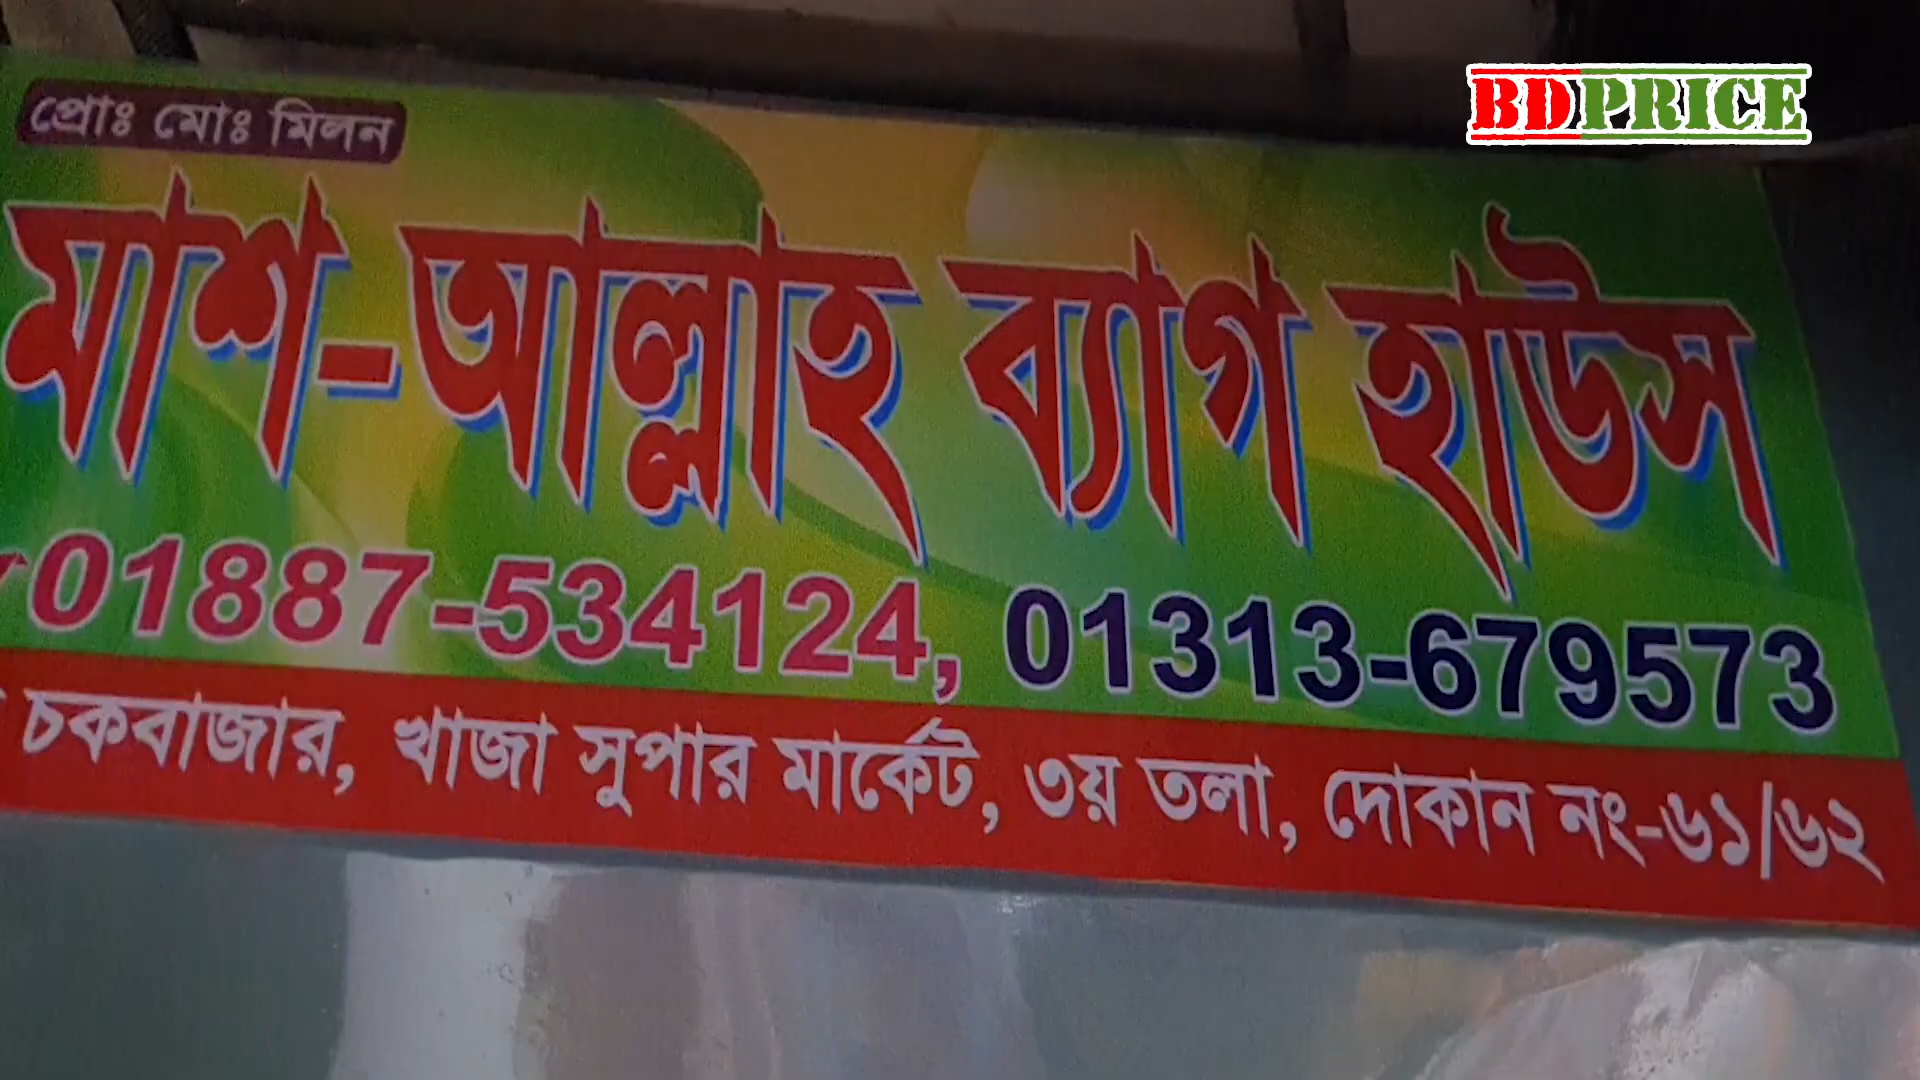 BDPRICE
প্রোঃ মোঃ মিলন
মাশ-আল্লাহ ব্যাগ হাউস
01887-534124, 01313-679573
চকবাজার, খাজা সুপার মার্কেট, ৩য় তলা, দোকান নং-৬১/৬২